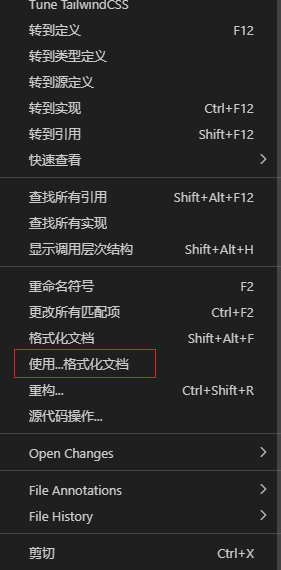 Tune TailwindCSS
转到定义 F12
转到类型定义
转到源定义
转到实现 Ctrl+F12
转到引用 Shift+F12
快速查看
查找所有引用 Shift+Alt+F12
查找所有实现
显示调用层次结构 Shift+Alt+H
重命名符号 F2
更改所有匹配项 Ctrl+F2
格式化文档 Shift+Alt+F
使用...格式化文档
重构... Ctrl+Shift+R
源代码操作...
Open Changes
File Annotations
File History
剪切 Ctrl+X